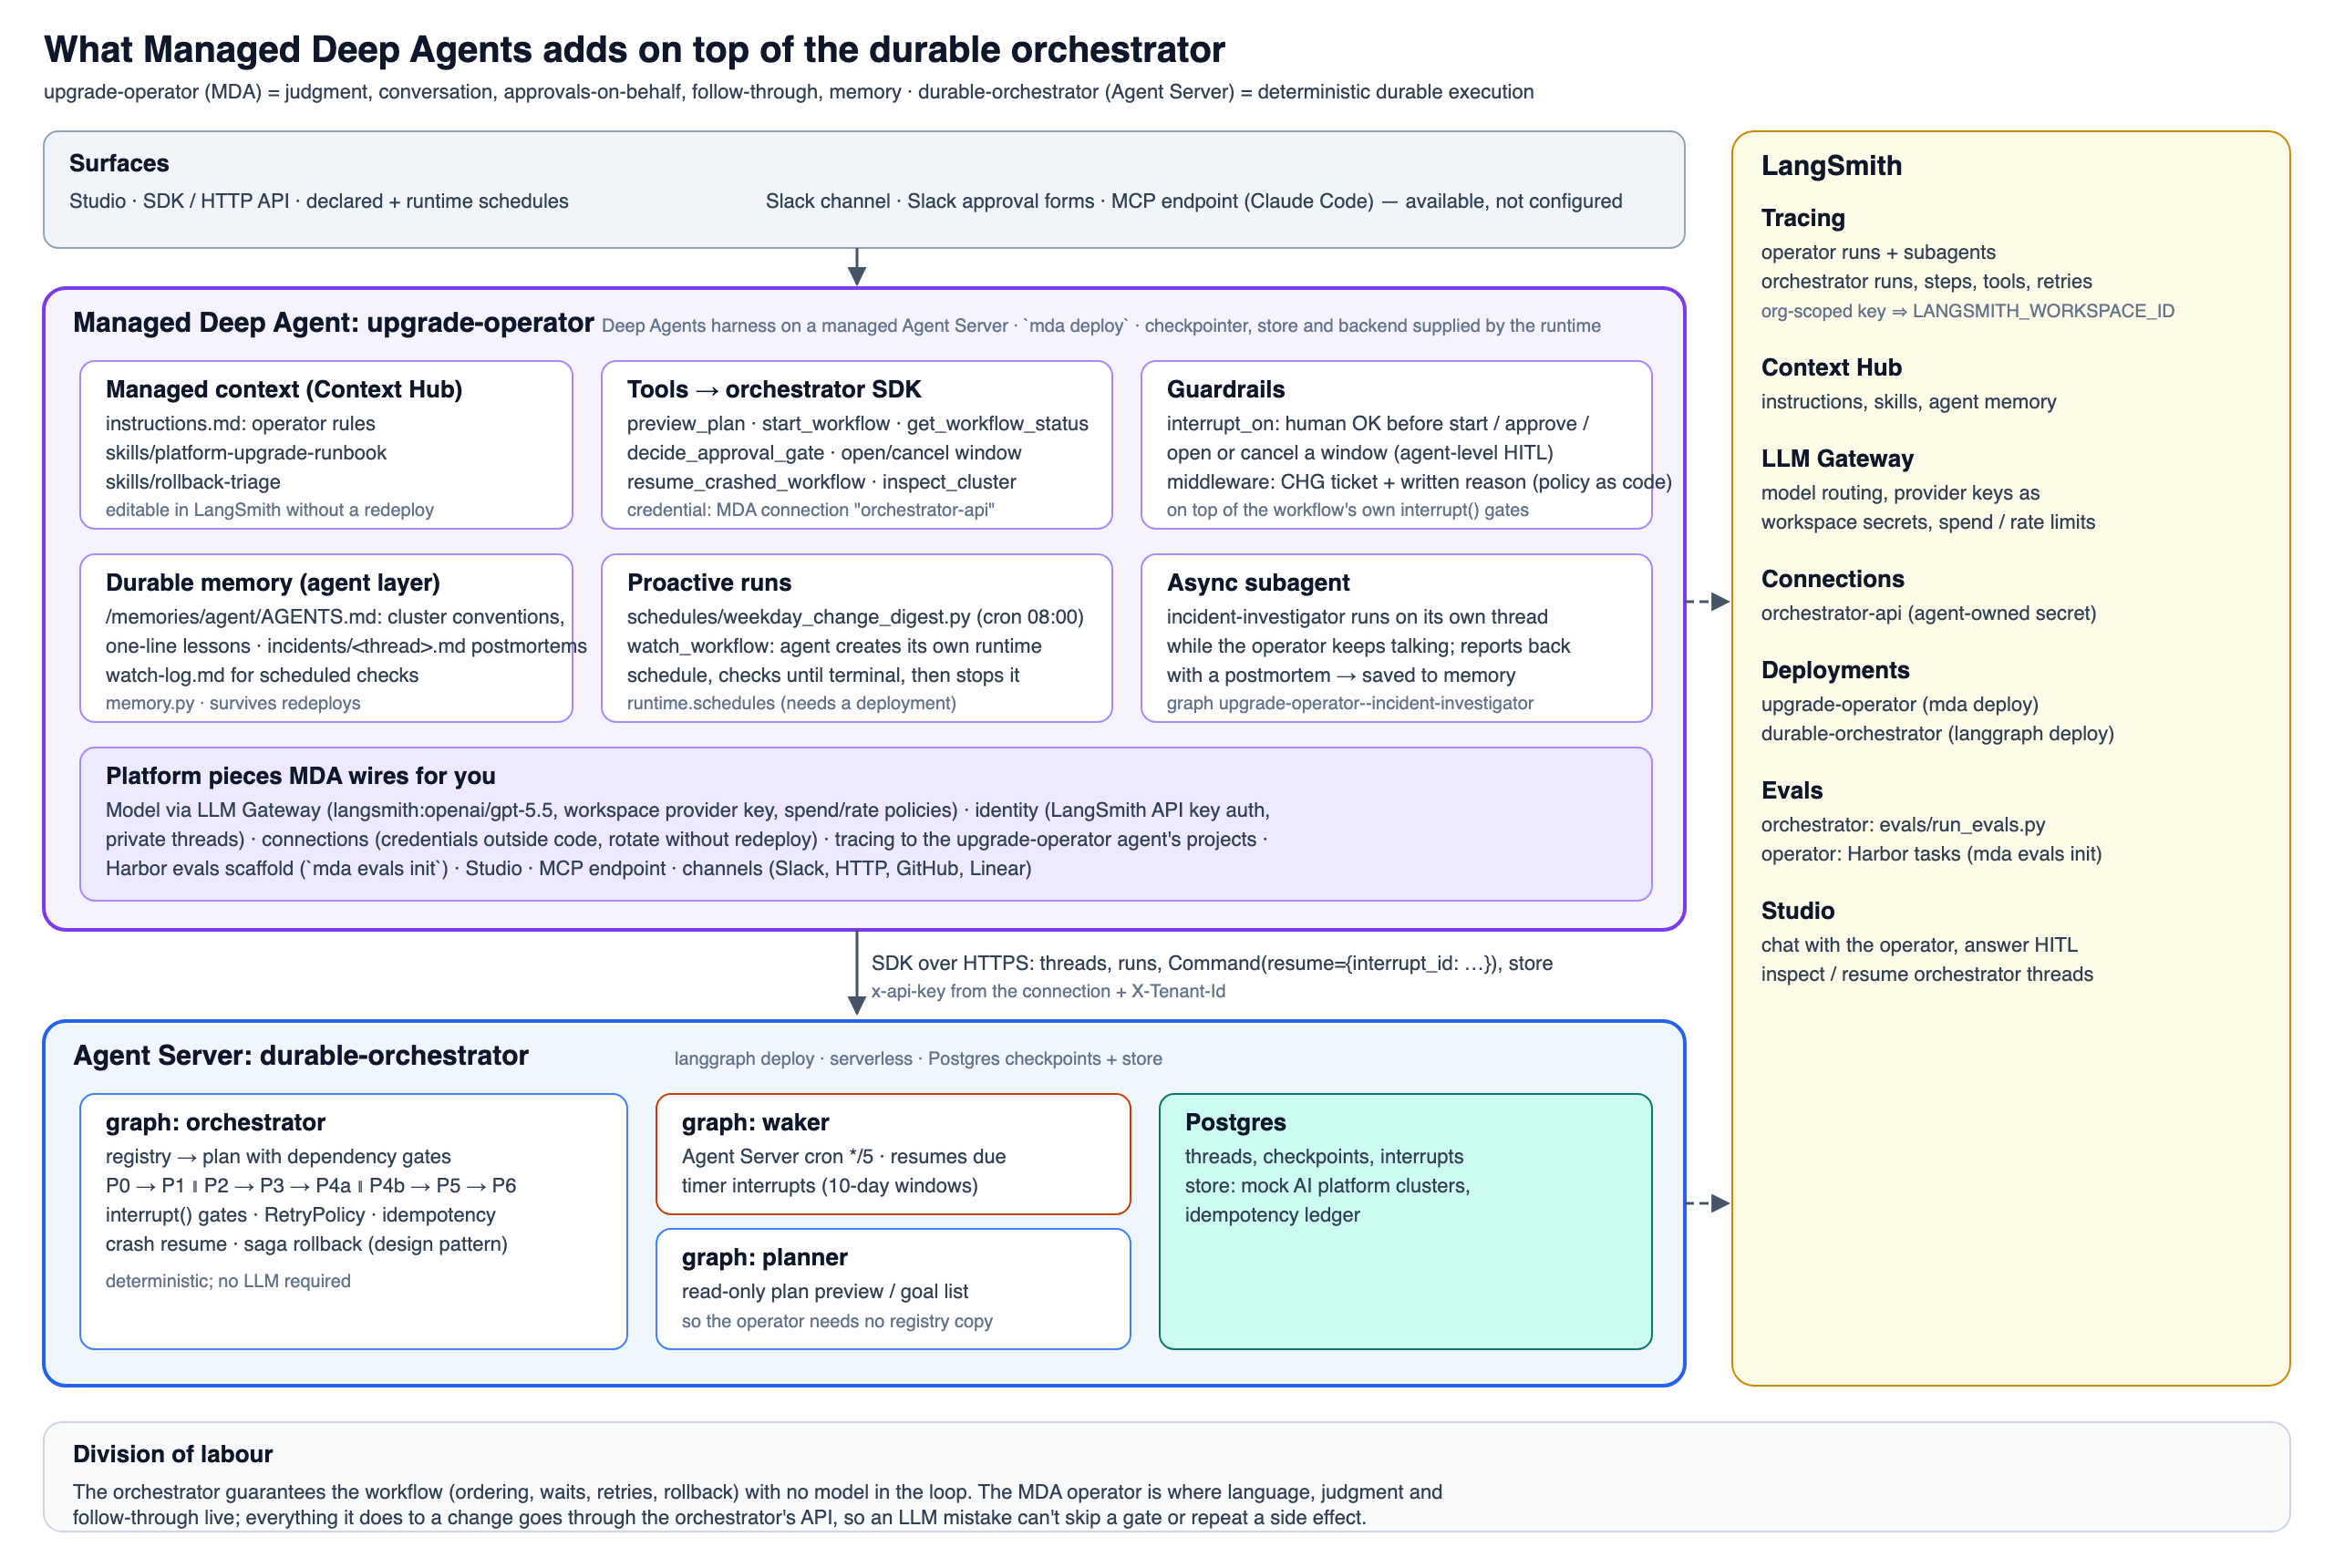 What Managed Deep Agents adds on top of the durable orchestrator
upgrade-operator (MDA) = judgment, conversation, approvals-on-behalf, follow-through, memory · durable-orchestrator (Agent Server) = deterministic durable execution
Surfaces
Studio · SDK / HTTP API · declared + runtime schedules
Slack channel · Slack approval forms · MCP endpoint (Claude Code) — available, not configured
Managed Deep Agent: upgrade-operator
Deep Agents harness on a managed Agent Server · `mda deploy` · checkpointer, store and backend supplied by the runtime
Managed context (Context Hub)
instructions.md: operator rules
skills/platform-upgrade-runbook
skills/rollback-triage
editable in LangSmith without a redeploy
Tools → orchestrator SDK
preview_plan · start_workflow · get_workflow_status
decide_approval_gate · open/cancel window
resume_crashed_workflow · inspect_cluster
credential: MDA connection "orchestrator-api"
Guardrails
interrupt_on: human OK before start / approve /
open or cancel a window (agent-level HITL)
middleware: CHG ticket + written reason (policy as code)
on top of the workflow's own interrupt() gates
Durable memory (agent layer)
/memories/agent/AGENTS.md: cluster conventions,
one-line lessons · incidents/<thread>.md postmortems
watch-log.md for scheduled checks
memory.py · survives redeploys
Proactive runs
schedules/weekday_change_digest.py (cron 08:00)
watch_workflow: agent creates its own runtime
schedule, checks until terminal, then stops it
runtime.schedules (needs a deployment)
Async subagent
incident-investigator runs on its own thread
while the operator keeps talking; reports back
with a postmortem → saved to memory
graph upgrade-operator--incident-investigator
Platform pieces MDA wires for you
Model via LLM Gateway (langsmith:openai/gpt-5.5, workspace provider key, spend/rate policies) · identity (LangSmith API key auth,
private threads) · connections (credentials outside code, rotate without redeploy) · tracing to the upgrade-operator agent's projects ·
Harbor evals scaffold (`mda evals init`) · Studio · MCP endpoint · channels (Slack, HTTP, GitHub, Linear)
SDK over HTTPS: threads, runs, Command(resume={interrupt_id: …}), store
x-api-key from the connection + X-Tenant-Id
Agent Server: durable-orchestrator
langgraph deploy · serverless · Postgres checkpoints + store
graph: orchestrator
registry → plan with dependency gates
P0 → P1 ‖ P2 → P3 → P4a ‖ P4b → P5 → P6
interrupt() gates · RetryPolicy · idempotency
crash resume · saga rollback (design pattern)
deterministic; no LLM required
graph: waker
Agent Server cron */5 · resumes due
timer interrupts (10-day windows)
graph: planner
read-only plan preview / goal list
so the operator needs no registry copy
Postgres
threads, checkpoints, interrupts
store: mock AI platform clusters,
idempotency ledger
LangSmith
Tracing
operator runs + subagents
orchestrator runs, steps, tools, retries
org-scoped key ⇒ LANGSMITH_WORKSPACE_ID
Context Hub
instructions, skills, agent memory
LLM Gateway
model routing, provider keys as
workspace secrets, spend / rate limits
Connections
orchestrator-api (agent-owned secret)
Deployments
upgrade-operator (mda deploy)
durable-orchestrator (langgraph deploy)
Evals
orchestrator: evals/run_evals.py
operator: Harbor tasks (mda evals init)
Studio
chat with the operator, answer HITL
inspect / resume orchestrator threads
Division of labour
The orchestrator guarantees the workflow (ordering, waits, retries, rollback) with no model in the loop. The MDA operator is where language, judgment and
follow-through live; everything it does to a change goes through the orchestrator's API, so an LLM mistake can't skip a gate or repeat a side effect.